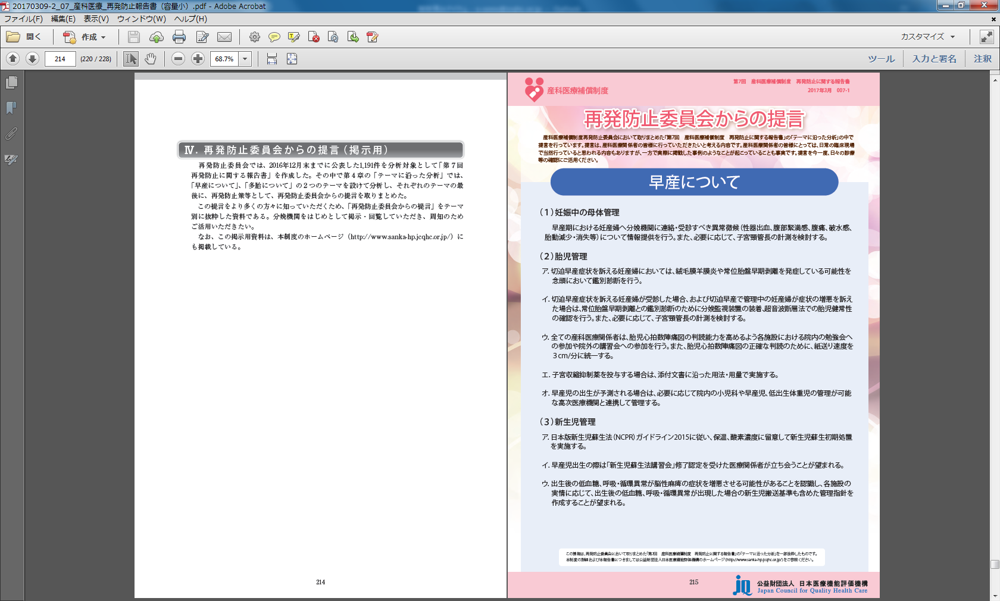 20170309-2_07_産科医療_再発防止報告書（容量小）.pdf - Adobe Acrobat
ファイル(F) 編集(E) 表示(V) ウィンドウ(W) ヘルプ(H)
開く 作成 カスタマイズ
214 (220 / 228) 68.7% ツール 入力と署名 注釈
Ⅳ. 再発防止委員会からの提言（掲示用）
再発防止委員会では、2016年12月末までに公表した1,191件を分析対象として「第７回
再発防止に関する報告書」を作成した。その中で第４章の「テーマに沿った分析」では、
「早産について」、「多胎について」の２つのテーマを設けて分析し、それぞれのテーマの最
後に、再発防止策等として、再発防止委員会からの提言を取りまとめた。
この提言をより多くの方々に知っていただくため、「再発防止委員会からの提言」をテーマ
別に抜粋した資料である。分娩機関をはじめとして掲示・回覧していただき、周知のため
ご活用いただきたい。
なお、この掲示用資料は、本制度のホームページ（http://www.sanka-hp.jcqhc.or.jp/）に
も掲載している。
214
産科医療補償制度
第7回　産科医療補償制度　再発防止に関する報告書
2017年3月　007-1
再発防止委員会からの提言
産科医療補償制度再発防止委員会において取りまとめた「第7回　産科医療補償制度　再発防止に関する報告書」の「テーマに沿った分析」の中で
提言を行っています。提言は、産科医療関係者の皆様に行っていただきたいと考える内容です。産科医療関係者の皆様にとっては、日常の臨床現場
で当然行っていると思われる内容もありますが、一方で実際に掲載した事例のようなことが起こっていることも事実です。提言を今一度、日々の診療
等の確認にご活用ください。
早産について
（１）妊娠中の母体管理
早産期における妊産婦へ分娩機関に連絡・受診すべき異常徴候（性器出血、腹部緊満感、腹痛、破水感、
胎動減少・消失等）について情報提供を行う。また、必要に応じて、子宮頸管長の計測を検討する。
（２）胎児管理
ア. 切迫早産症状を訴える妊産婦においては、絨毛膜羊膜炎や常位胎盤早期剥離を発症している可能性を
念頭において鑑別診断を行う。
イ. 切迫早産症状を訴える妊産婦が受診した場合、および切迫早産で管理中の妊産婦が症状の増悪を訴え
た場合は、常位胎盤早期剥離との鑑別診断のために分娩監視装置の装着、超音波断層法での胎児健常性
の確認を行う。また、必要に応じて、子宮頸管長の計測を検討する。
ウ. 全ての産科医療関係者は、胎児心拍数陣痛図の判読能力を高めるよう各施設における院内の勉強会へ
の参加や院外の講習会への参加を行う。また、胎児心拍数陣痛図の正確な判読のために、紙送り速度を
３cm/分に統一する。
エ. 子宮収縮抑制薬を投与する場合は、添付文書に沿った用法・用量で実施する。
オ. 早産児の出生が予測される場合は、必要に応じて院内の小児科や早産児、低出生体重児の管理が可能
な高次医療機関と連携して管理する。
（３）新生児管理
ア. 日本版新生児蘇生法（NCPR）ガイドライン2015に従い、保温、酸素濃度に留意して新生児蘇生初期処置
を実施する。
イ. 早産児出生の際は「新生児蘇生法講習会」修了認定を受けた医療関係者が立ち会うことが望まれる。
ウ. 出生後の低血糖、呼吸・循環異常が脳性麻痺の症状を増悪させる可能性があることを認識し、各施設の
実情に応じて、出生後の低血糖、呼吸・循環異常が出現した場合の新生児搬送基準も含めた管理指針を
作成することが望まれる。
この情報は、再発防止委員会において取りまとめた「第7回　産科医療補償制度　再発防止に関する報告書」の「テーマに沿った分析」を一部抜粋したものです。
本制度の詳細および本報告書につきましては公益財団法人日本医療機能評価機構のホームページ（http://www.sanka-hp.jcqhc.or.jp/）をご参照ください。
215
jQ 公益財団法人 日本医療機能評価機構
Japan Council for Quality Health Care